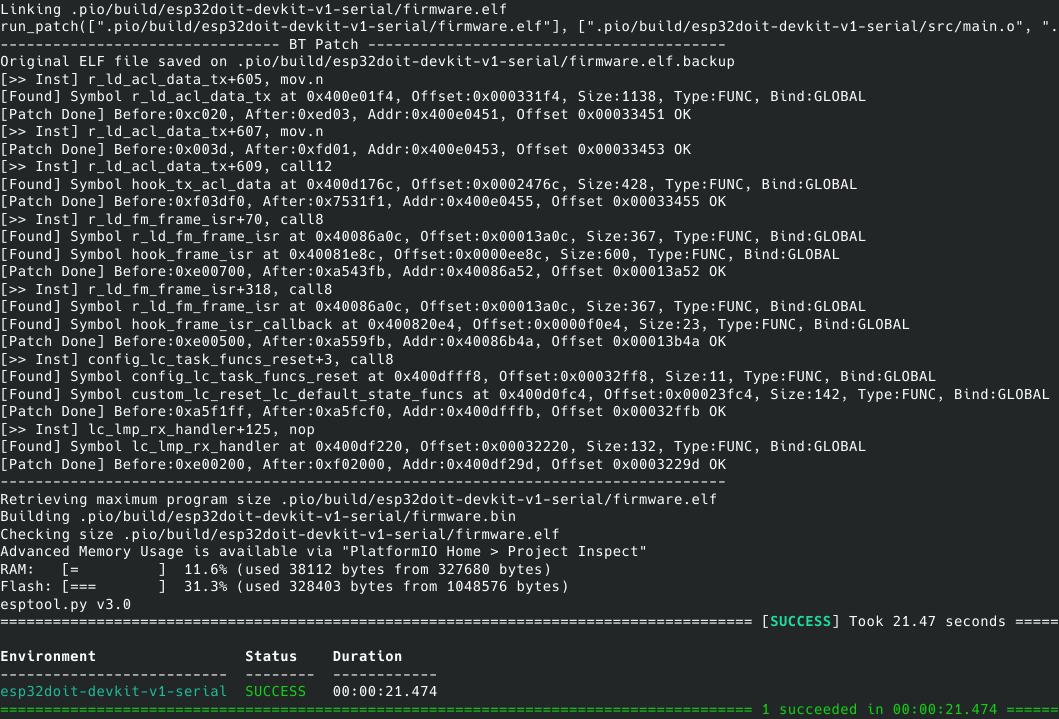 Linking .pio/build/esp32doit-devkit-v1-serial/firmware.elf
run_patch([".pio/build/esp32doit-devkit-v1-serial/firmware.elf"], [".pio/build/esp32doit-devkit-v1-serial/src/main.o", ".
-------------------------------- BT Patch -----------------------------------------
Original ELF file saved on .pio/build/esp32doit-devkit-v1-serial/firmware.elf.backup
[>> Inst] r_ld_acl_data_tx+605, mov.n
[Found] Symbol r_ld_acl_data_tx at 0x400e01f4, Offset:0x000331f4, Size:1138, Type:FUNC, Bind:GLOBAL
[Patch Done] Before:0xc020, After:0xed03, Addr:0x400e0451, Offset 0x00033451 OK
[>> Inst] r_ld_acl_data_tx+607, mov.n
[Patch Done] Before:0x003d, After:0xfd01, Addr:0x400e0453, Offset 0x00033453 OK
[>> Inst] r_ld_acl_data_tx+609, call12
[Found] Symbol hook_tx_acl_data at 0x400d176c, Offset:0x0002476c, Size:428, Type:FUNC, Bind:GLOBAL
[Patch Done] Before:0xf03df0, After:0x7531f1, Addr:0x400e0455, Offset 0x00033455 OK
[>> Inst] r_ld_fm_frame_isr+70, call8
[Found] Symbol r_ld_fm_frame_isr at 0x40086a0c, Offset:0x00013a0c, Size:367, Type:FUNC, Bind:GLOBAL
[Found] Symbol hook_frame_isr at 0x40081e8c, Offset:0x0000ee8c, Size:600, Type:FUNC, Bind:GLOBAL
[Patch Done] Before:0xe00700, After:0xa543fb, Addr:0x40086a52, Offset 0x00013a52 OK
[>> Inst] r_ld_fm_frame_isr+318, call8
[Found] Symbol r_ld_fm_frame_isr at 0x40086a0c, Offset:0x00013a0c, Size:367, Type:FUNC, Bind:GLOBAL
[Found] Symbol hook_frame_isr_callback at 0x400820e4, Offset:0x0000f0e4, Size:23, Type:FUNC, Bind:GLOBAL
[Patch Done] Before:0xe00500, After:0xa559fb, Addr:0x40086b4a, Offset 0x00013b4a OK
[>> Inst] config_lc_task_funcs_reset+3, call8
[Found] Symbol config_lc_task_funcs_reset at 0x400dfff8, Offset:0x00032ff8, Size:11, Type:FUNC, Bind:GLOBAL
[Found] Symbol custom_lc_reset_lc_default_state_funcs at 0x400d0fc4, Offset:0x00023fc4, Size:142, Type:FUNC, Bind:GLOBAL
[Patch Done] Before:0xa5f1ff, After:0xa5fcf0, Addr:0x400dfffb, Offset 0x00032ffb OK
[>> Inst] lc_lmp_rx_handler+125, nop
[Found] Symbol lc_lmp_rx_handler at 0x400df220, Offset:0x00032220, Size:132, Type:FUNC, Bind:GLOBAL
[Patch Done] Before:0xe00200, After:0xf02000, Addr:0x400df29d, Offset 0x0003229d OK
-----------------------------------------------------------------------------------
Retrieving maximum program size .pio/build/esp32doit-devkit-v1-serial/firmware.elf
Building .pio/build/esp32doit-devkit-v1-serial/firmware.bin
Checking size .pio/build/esp32doit-devkit-v1-serial/firmware.elf
Advanced Memory Usage is available via "PlatformIO Home > Project Inspect"
RAM:   [=         ]  11.6% (used 38112 bytes from 327680 bytes)
Flash: [===       ]  31.3% (used 328403 bytes from 1048576 bytes)
esptool.py v3.0
====================================================================================== [SUCCESS] Took 21.47 seconds =====
Environment                 Status    Duration
--------------------------  --------  ------------
esp32doit-devkit-v1-serial  SUCCESS   00:00:21.474
====================================================================================== 1 succeeded in 00:00:21.474 ======